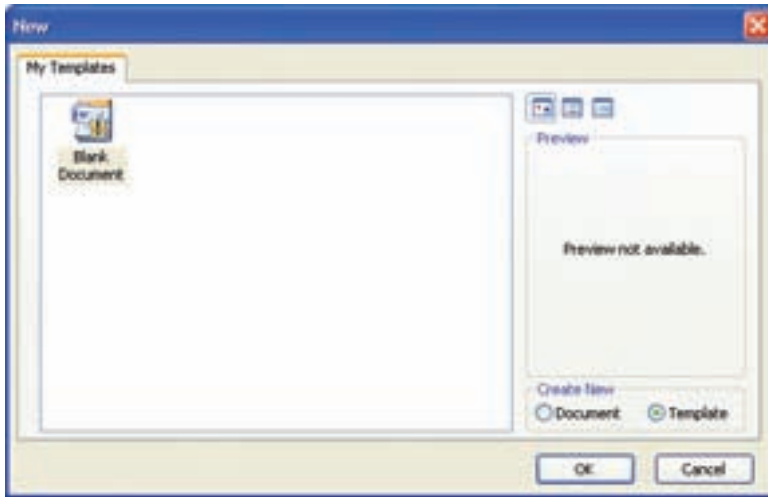 New
My Templates
Blank
Document
Preview
Preview not available.
Create New
Document
Template
OK
Cancel